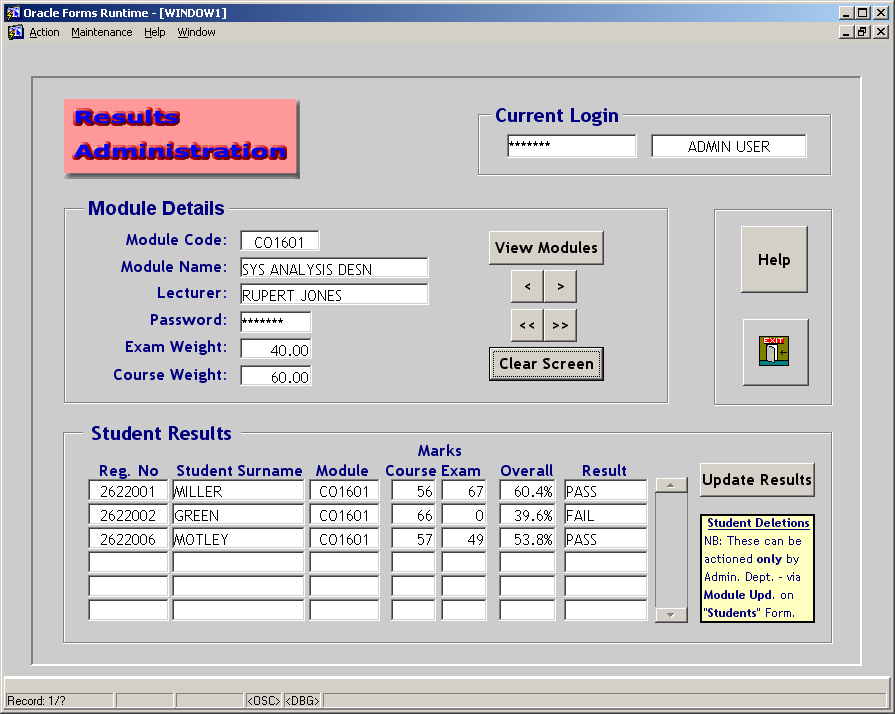 Oracle Forms Runtime - [WINDOW1]
Action Maintenance Help Window
Results
Administration
Current Login
******* ADMIN USER
Module Details
Module Code: CO1601
Module Name: SYS ANALYSIS DESN
Lecturer: RUPERT JONES
Password: *******
Exam Weight: 40.00
Course Weight: 60.00
View Modules
< >
<< >>
Clear Screen
Help
EXIT
Student Results
Marks
Reg. No Student Surname Module Course Exam Overall Result
2622001 MILLER CO1601 56 67 60.4% PASS
2622002 GREEN CO1601 66 0 39.6% FAIL
2622006 MOTLEY CO1601 57 49 53.8% PASS
Update Results
Student Deletions
NB: These can be
actioned only by
Admin. Dept. - via
Module Upd. on
"Students" Form.
Record: 1/? <OSC> <DBG>